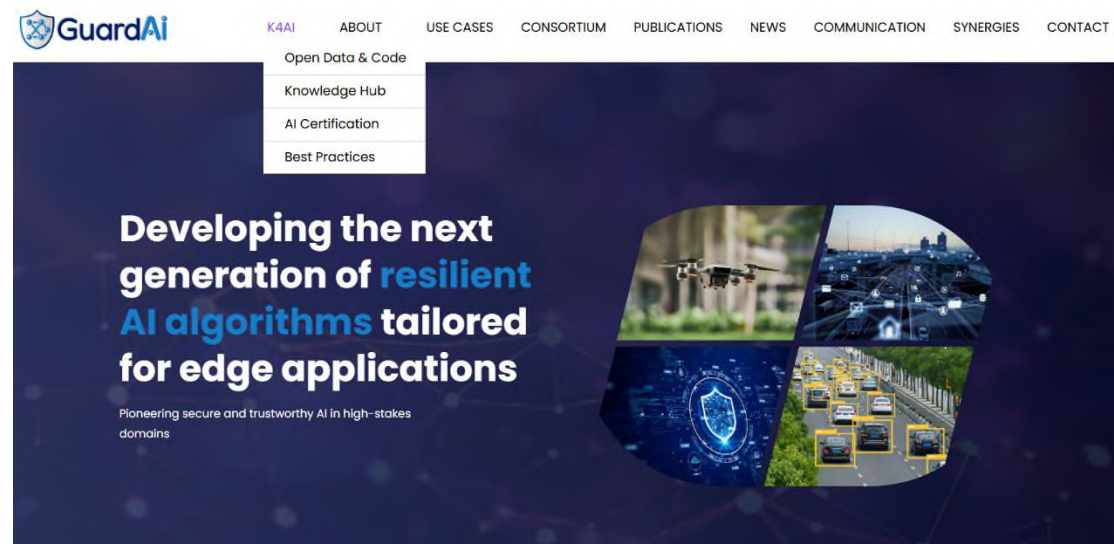 GuardAi
K4AI ABOUT USE CASES CONSORTIUM PUBLICATIONS NEWS COMMUNICATION SYNERGIES CONTACT
Open Data & Code
Knowledge Hub
AI Certification
Best Practices
Developing the next
generation of resilient
AI algorithms tailored
for edge applications
Pioneering secure and trustworthy AI in high-stakes
domains